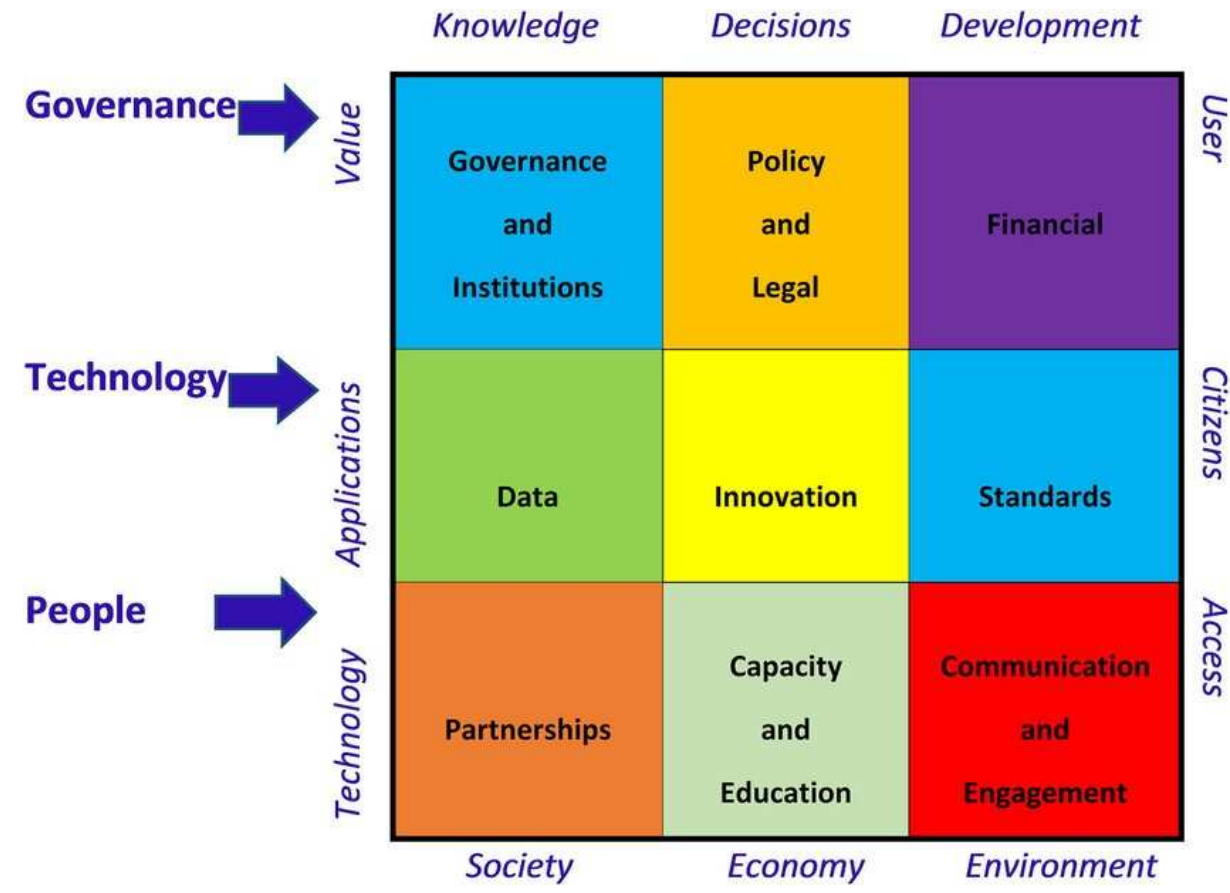 Knowledge Decisions Development
Governance
Value
User
Governance
and
Institutions
Policy
and
Legal
Financial
Technology
Applications
Citizens
Data
Innovation
Standards
People
Technology
Access
Partnerships
Capacity
and
Education
Communication
and
Engagement
Society Economy Environment